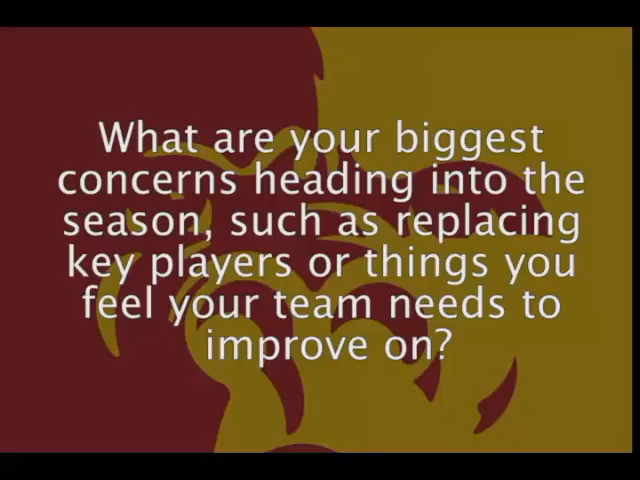 What are your biggest
concerns heading into the
season, such as replacing
key players or things you
feel your team needs to
improve on?